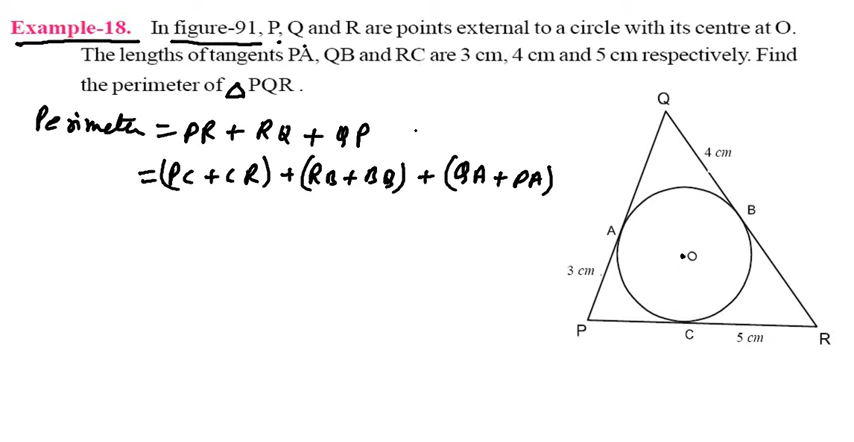 Example-18. In figure-91, P, Q and R are points external to a circle with its centre at O.
The lengths of tangents PA, QB and RC are 3 cm, 4 cm and 5 cm respectively. Find
the perimeter of △PQR .
Perimeter = PR + RQ + QP
= (PC + CR) + (RB + BQ) + (QA + PA)
Q
4 cm
B
A
O
3 cm
P
C
5 cm
R